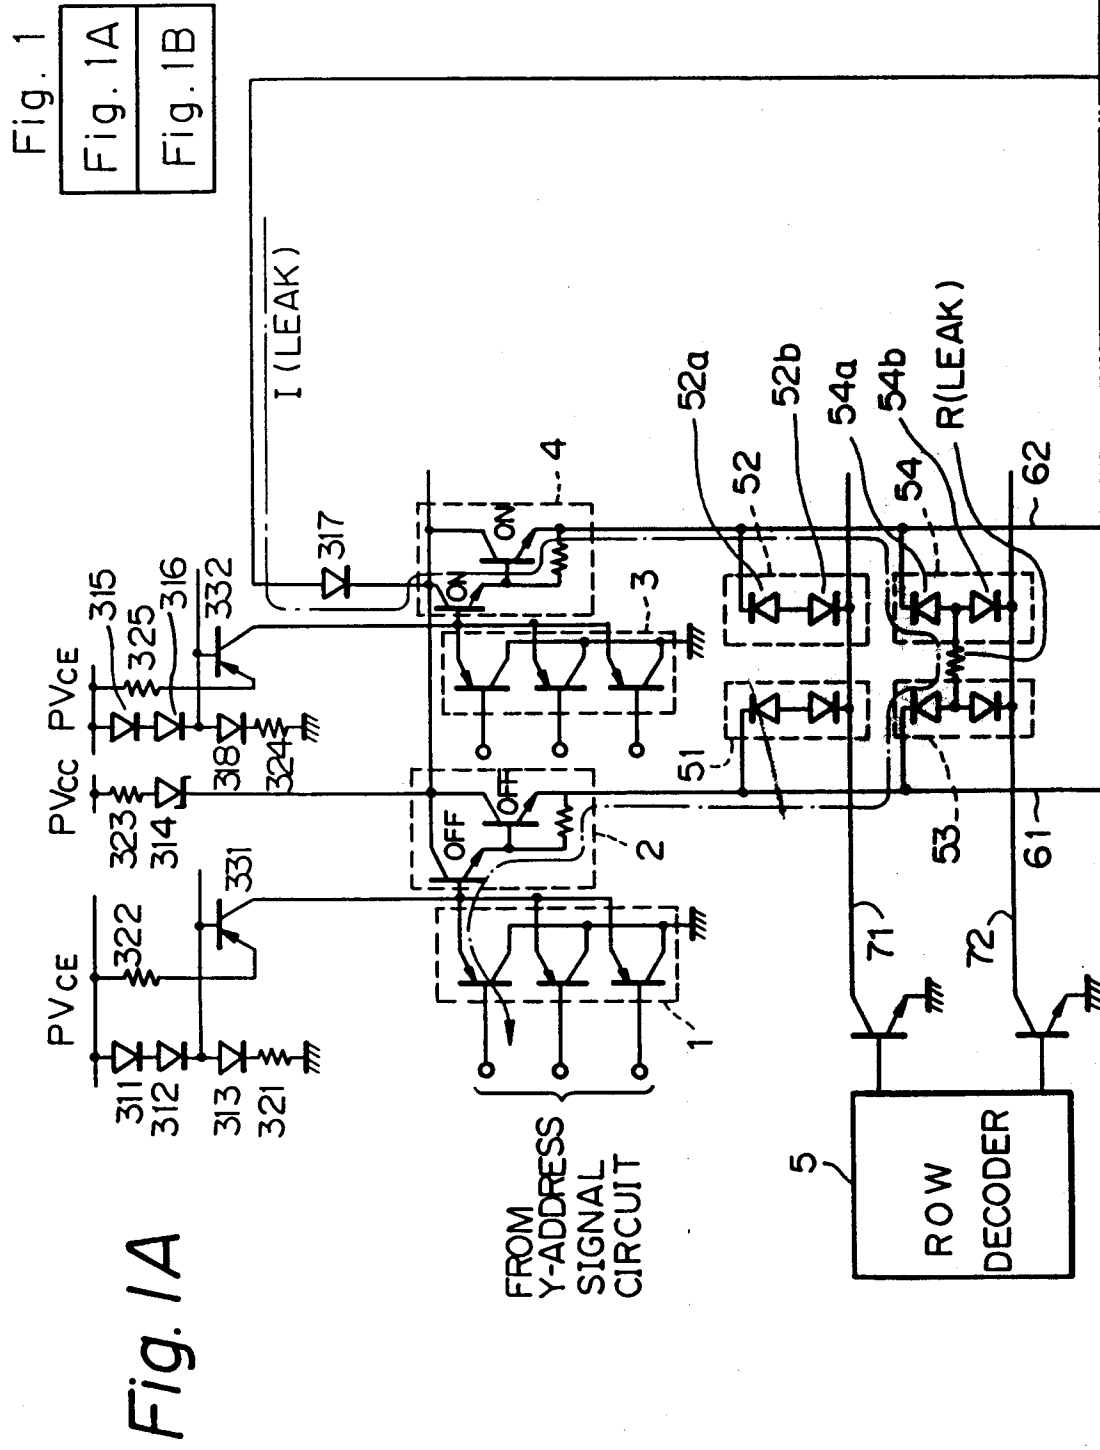 Fig. 1
Fig. 1A
Fig. 1B
Fig. 1A
PVCE
PVCC
PVCE
311
312
313
321
322
331
323
314
315
325
316
332
318
324
317
I (LEAK)
OFF
OFF
ON
ON
1
2
3
4
FROM
Y-ADDRESS
SIGNAL
CIRCUIT
51
52
52a
52b
53
54
54a
54b
R(LEAK)
61
62
71
72
5
ROW
DECODER